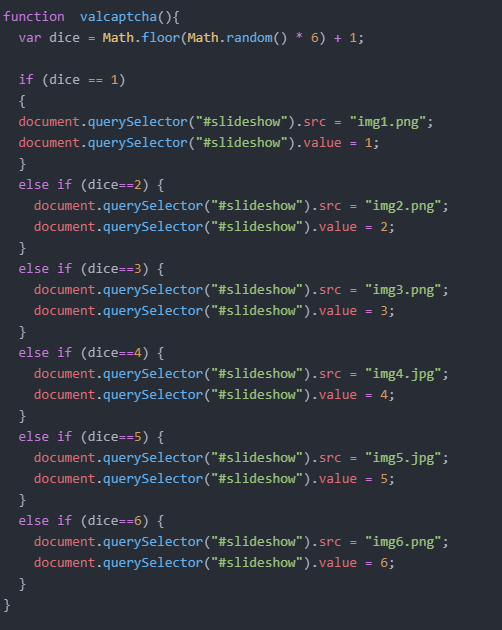 function  valcaptcha(){
  var dice = Math.floor(Math.random() * 6) + 1;

  if (dice == 1)
  {
  document.querySelector("#slideshow").src = "img1.png";
  document.querySelector("#slideshow").value = 1;
  }
  else if (dice==2) {
    document.querySelector("#slideshow").src = "img2.png";
    document.querySelector("#slideshow").value = 2;
  }
  else if (dice==3) {
    document.querySelector("#slideshow").src = "img3.png";
    document.querySelector("#slideshow").value = 3;
  }
  else if (dice==4) {
    document.querySelector("#slideshow").src = "img4.jpg";
    document.querySelector("#slideshow").value = 4;
  }
  else if (dice==5) {
    document.querySelector("#slideshow").src = "img5.jpg";
    document.querySelector("#slideshow").value = 5;
  }
  else if (dice==6) {
    document.querySelector("#slideshow").src = "img6.png";
    document.querySelector("#slideshow").value = 6;
  }
}